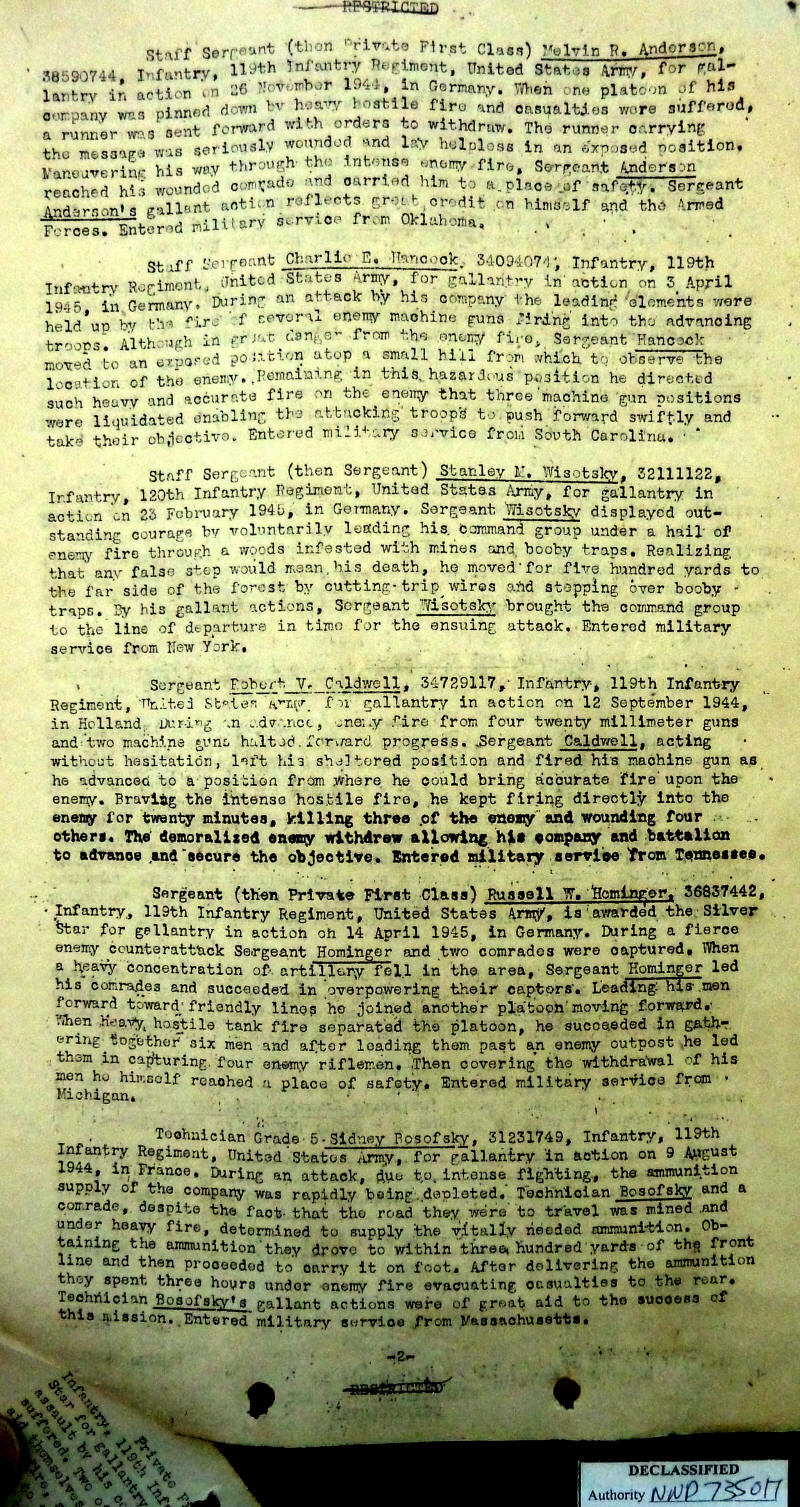 RESTRICTED
Staff Sergeant (then Private First Class) Melvin R. Anderson,
38590744, Infantry, 119th Infantry Regiment, United States Army, for gal-
lantry in action on 26 November 1944, in Germany. When one platoon of his
company was pinned down by heavy hostile fire and casualties were suffered,
a runner was sent forward with orders to withdraw. The runner carrying
the message was seriously wounded and lay helpless in an exposed position.
Maneuvering his way through the intense enemy fire, Sergeant Anderson
reached his wounded comrade and carried him to a place of safety. Sergeant
Anderson's gallant action reflects great credit on himself and the Armed
Forces. Entered military service from Oklahoma.
Staff Sergeant Charlie E. Hancock, 34094074, Infantry, 119th
Infantry Regiment, United States Army, for gallantry in action on 3 April
1945, in Germany. During an attack by his company the leading elements were
held up by the fire of several enemy machine guns firing into the advancing
troops. Although in great danger from the enemy fire, Sergeant Hancock
moved to an exposed position atop a small hill from which to observe the
location of the enemy. Remaining in this hazardous position he directed
such heavy and accurate fire on the enemy that three machine gun positions
were liquidated enabling the attacking troops to push forward swiftly and
take their objective. Entered military service from South Carolina.
Staff Sergeant (then Sergeant) Stanley M. Wisotsky, 32111122,
Infantry, 120th Infantry Regiment, United States Army, for gallantry in
action on 23 February 1945, in Germany. Sergeant Wisotsky displayed out-
standing courage by voluntarily leading his command group under a hail of
enemy fire through a woods infested with mines and booby traps. Realizing
that any false step would mean his death, he moved for five hundred yards to
the far side of the forest by cutting trip wires and stepping over booby
traps. By his gallant actions, Sergeant Wisotsky brought the command group
to the line of departure in time for the ensuing attack. Entered military
service from New York.
Sergeant Robert V. Caldwell, 34729117, Infantry, 119th Infantry
Regiment, United States Army, for gallantry in action on 12 September 1944,
in Holland. During an advance, enemy fire from four twenty millimeter guns
and two machine guns halted forward progress. Sergeant Caldwell, acting
without hesitation, left his sheltered position and fired his machine gun as
he advanced to a position from where he could bring accurate fire upon the
enemy. Braving the intense hostile fire, he kept firing directly into the
enemy for twenty minutes, killing three of the enemy and wounding four
others. The demoralized enemy withdrew allowing his company and battalion
to advance and secure the objective. Entered military service from Tennessee.
Sergeant (then Private First Class) Russell W. Hominger, 36837442,
Infantry, 119th Infantry Regiment, United States Army, is awarded the Silver
Star for gallantry in action on 14 April 1945, in Germany. During a fierce
enemy counterattack Sergeant Hominger and two comrades were captured. When
a heavy concentration of artillery fell in the area, Sergeant Hominger led
his comrades and succeeded in overpowering their captors. Leading his men
forward toward friendly lines he joined another platoon moving forward.
When heavy hostile tank fire separated the platoon, he succeeded in gath-
ering together six men and after leading them past an enemy outpost he led
them in capturing four enemy riflemen. Then covering the withdrawal of his
men he himself reached a place of safety. Entered military service from
Michigan.
Technician Grade 5 Sidney Bosofsky, 31231749, Infantry, 119th
Infantry Regiment, United States Army, for gallantry in action on 9 August
1944, in France. During an attack, due to intense fighting, the ammunition
supply of the company was rapidly being depleted. Technician Bosofsky and a
comrade, despite the fact that the road they were to travel was mined and
under heavy fire, determined to supply the vitally needed ammunition. Ob-
taining the ammunition they drove to within three hundred yards of the front
line and then proceeded to carry it on foot. After delivering the ammunition
they spent three hours under enemy fire evacuating casualties to the rear.
Technician Bosofsky's gallant actions were of great aid to the success of
this mission. Entered military service from Massachusetts.
-2-
RESTRICTED
Private
Infantry, 119th Inf
Star for gallantry
assault by his
suffered. Two
themselves
DECLASSIFIED
Authority NND 735017